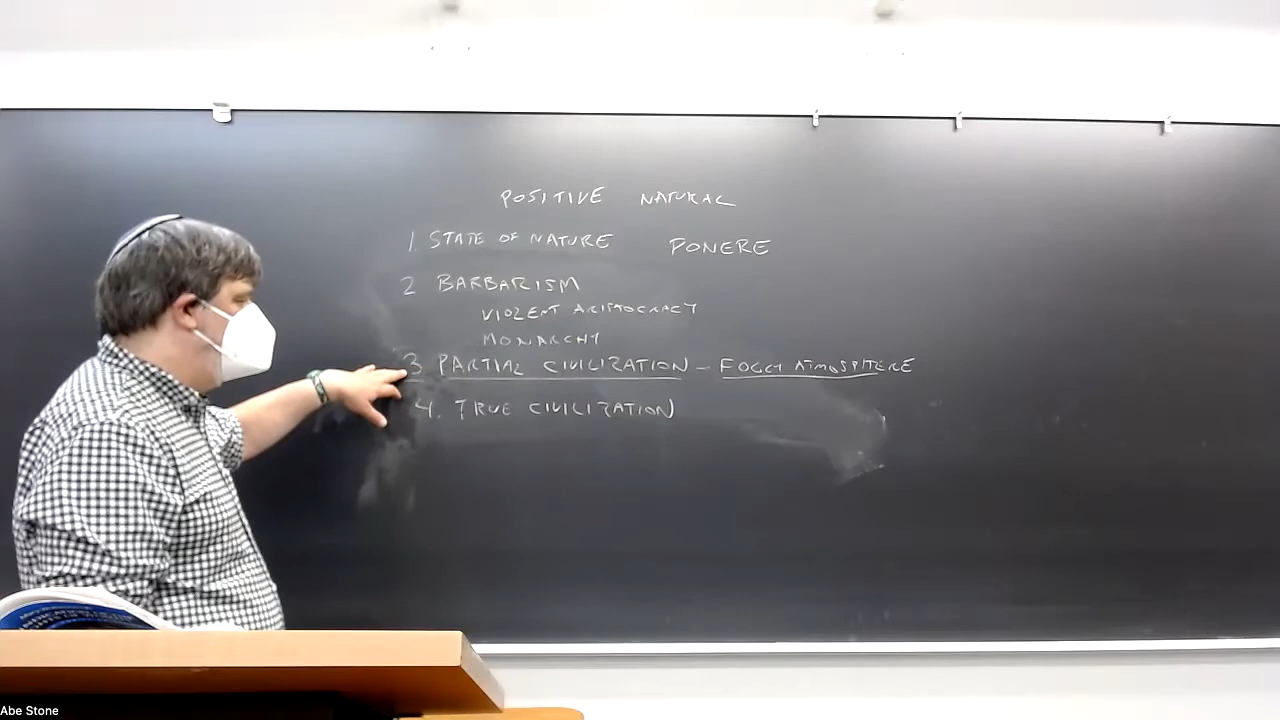 POSITIVE NATURAL
1. STATE OF NATURE PONERE
2 BARBARISM
VIOLENT ARISTOCRACY
MONARCHY
3 PARTIAL CIVILIZATION - FOGGY ATMOSPHERE
4. TRUE CIVILIZATION
Abe Stone